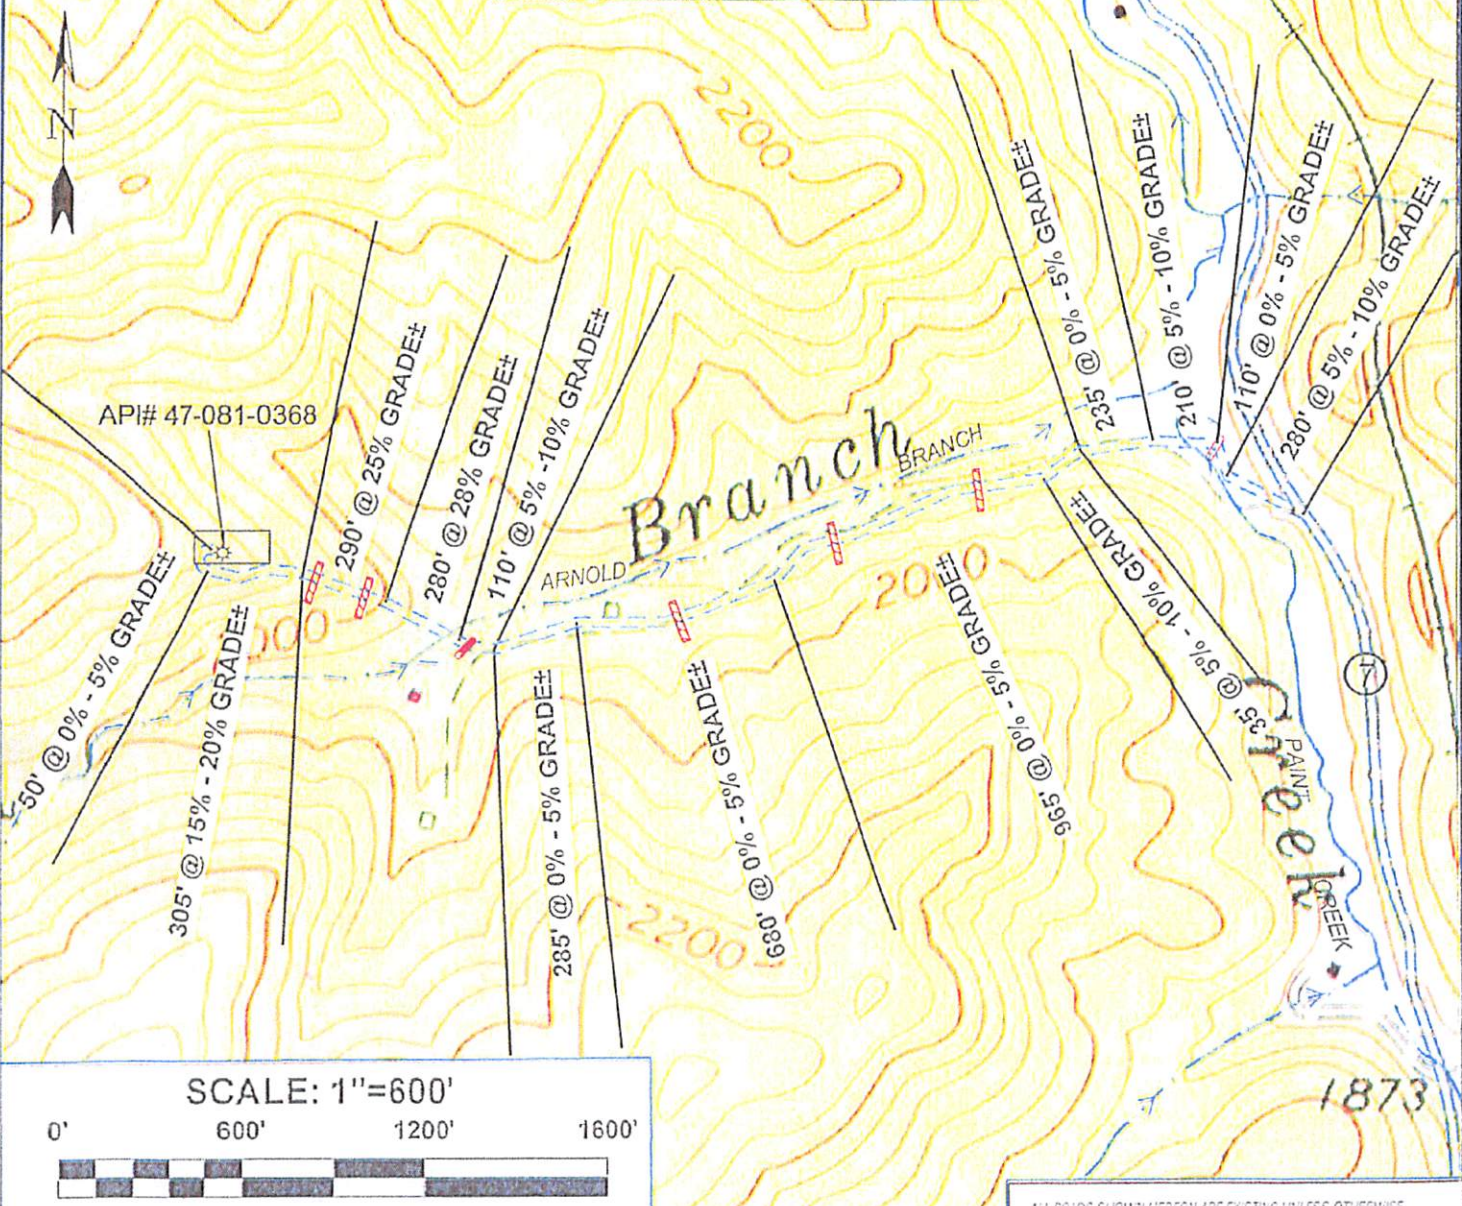 N
2200
235' @ 0% - 5% GRADE±
210' @ 5% - 10% GRADE±
110' @ 0% - 5% GRADE±
280' @ 5% - 10% GRADE±
API# 47-081-0368
290' @ 25% GRADE±
280' @ 28% GRADE±
110' @ 5% -10% GRADE±
Branch
ARNOLD BRANCH
50' @ 0% - 5% GRADE±
305' @ 15% - 20% GRADE±
285' @ 0% - 5% GRADE±
680' @ 0% - 5% GRADE±
2000
965' @ 0% - 5% GRADE±
35' @ 5% - 10% GRADE±
7
Creek
PAINT CREEK
2200
1873
SCALE: 1"=600'
0' 600' 1200' 1800'